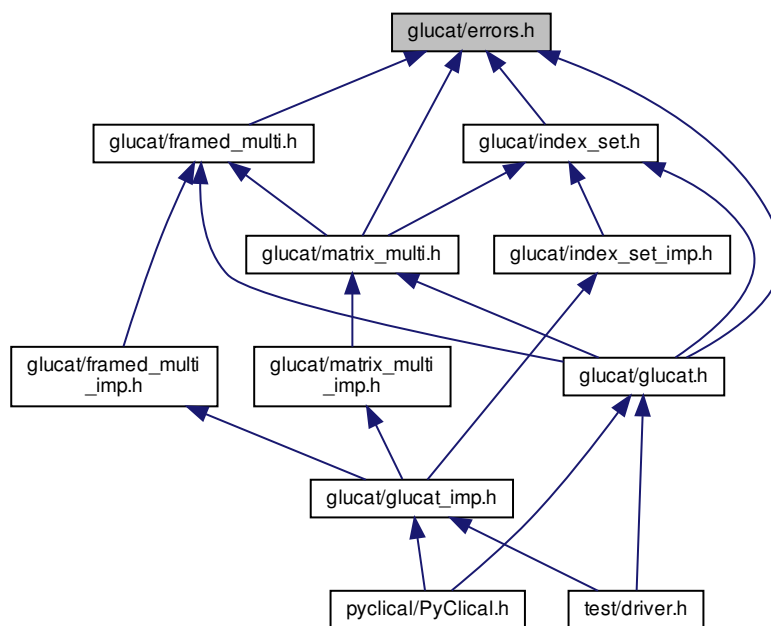 glucat/errors.h
glucat/framed_multi.h
glucat/index_set.h
glucat/matrix_multi.h
glucat/index_set_imp.h
glucat/framed_multi
_imp.h
glucat/matrix_multi
_imp.h
glucat/glucat.h
glucat/glucat_imp.h
pyclical/PyClical.h
test/driver.h